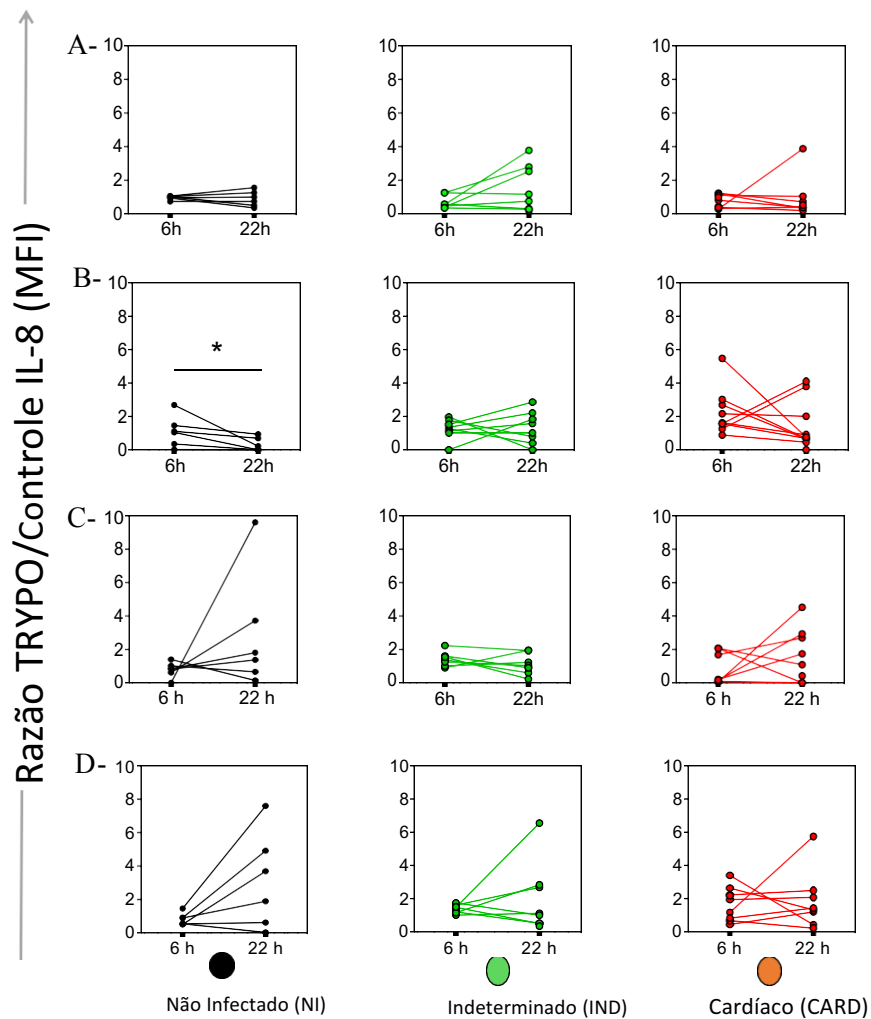 Razão TRYPO/Controle IL-8 (MFI)
A-
10
8
6
4
2
0
6h
22h
10
8
6
4
2
0
6h
22h
10
8
6
4
2
0
6h
22h
B-
10
8
6
4
2
0
*
6h
22h
10
8
6
4
2
0
6h
22h
10
8
6
4
2
0
6h
22h
C-
10
8
6
4
2
0
6 h
22 h
10
8
6
4
2
0
6 h
22 h
10
8
6
4
2
0
6 h
22 h
D-
10
8
6
4
2
0
6 h
22 h
10
8
6
4
2
0
6 h
22 h
10
8
6
4
2
0
6 h
22 h
Não Infectado (NI)
Indeterminado (IND)
Cardíaco (CARD)